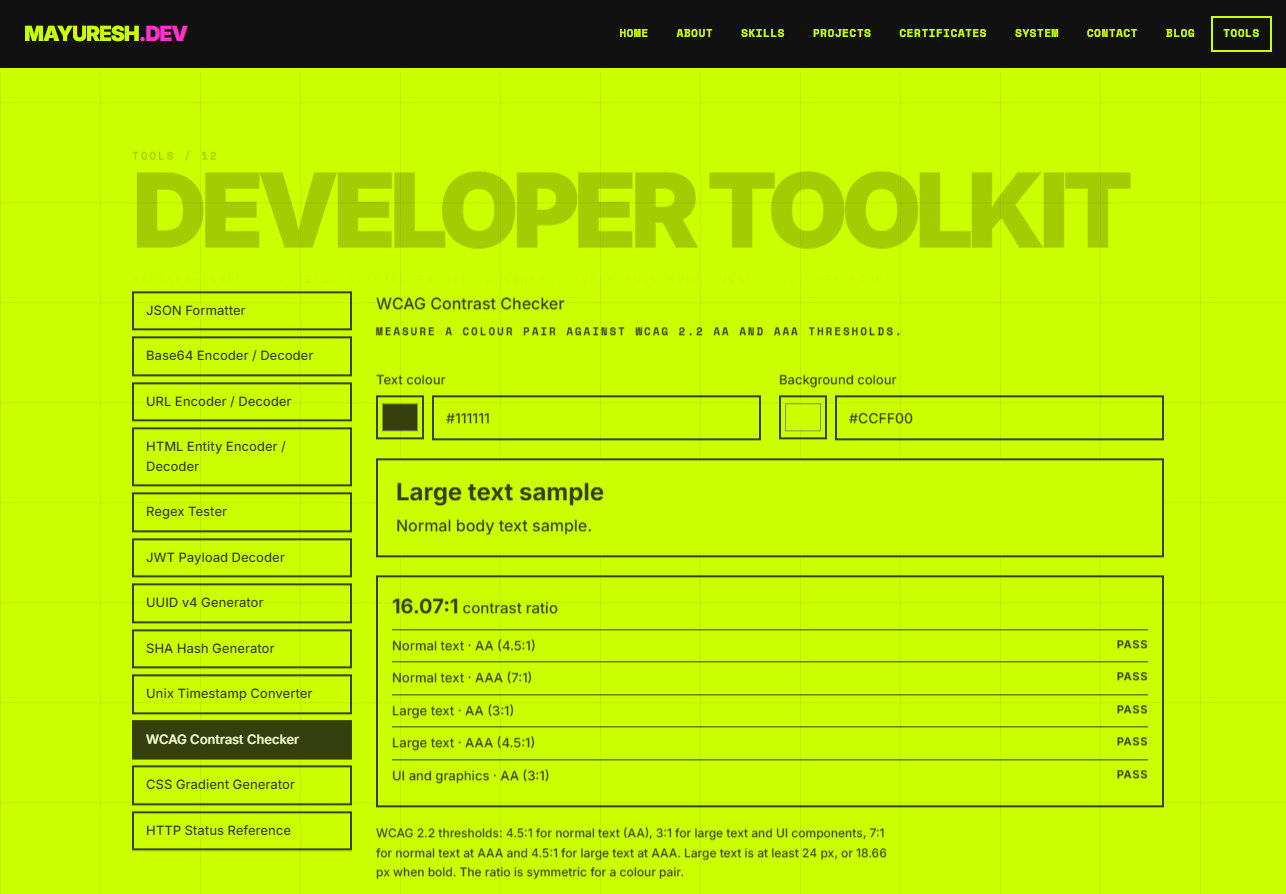 MAYURESH.DEV
HOME ABOUT SKILLS PROJECTS CERTIFICATES SYSTEM CONTACT BLOG TOOLS
TOOLS / 12
DEVELOPER TOOLKIT
JSON Formatter
Base64 Encoder / Decoder
URL Encoder / Decoder
HTML Entity Encoder /
Decoder
Regex Tester
JWT Payload Decoder
UUID v4 Generator
SHA Hash Generator
Unix Timestamp Converter
WCAG Contrast Checker
CSS Gradient Generator
HTTP Status Reference
WCAG Contrast Checker
MEASURE A COLOUR PAIR AGAINST WCAG 2.2 AA AND AAA THRESHOLDS.
Text colour
#111111
Background colour
#CCFF00
Large text sample
Normal body text sample.
16.07:1 contrast ratio
Normal text · AA (4.5:1) PASS
Normal text · AAA (7:1) PASS
Large text · AA (3:1) PASS
Large text · AAA (4.5:1) PASS
UI and graphics · AA (3:1) PASS
WCAG 2.2 thresholds: 4.5:1 for normal text (AA), 3:1 for large text and UI components, 7:1
for normal text at AAA and 4.5:1 for large text at AAA. Large text is at least 24 px, or 18.66
px when bold. The ratio is symmetric for a colour pair.